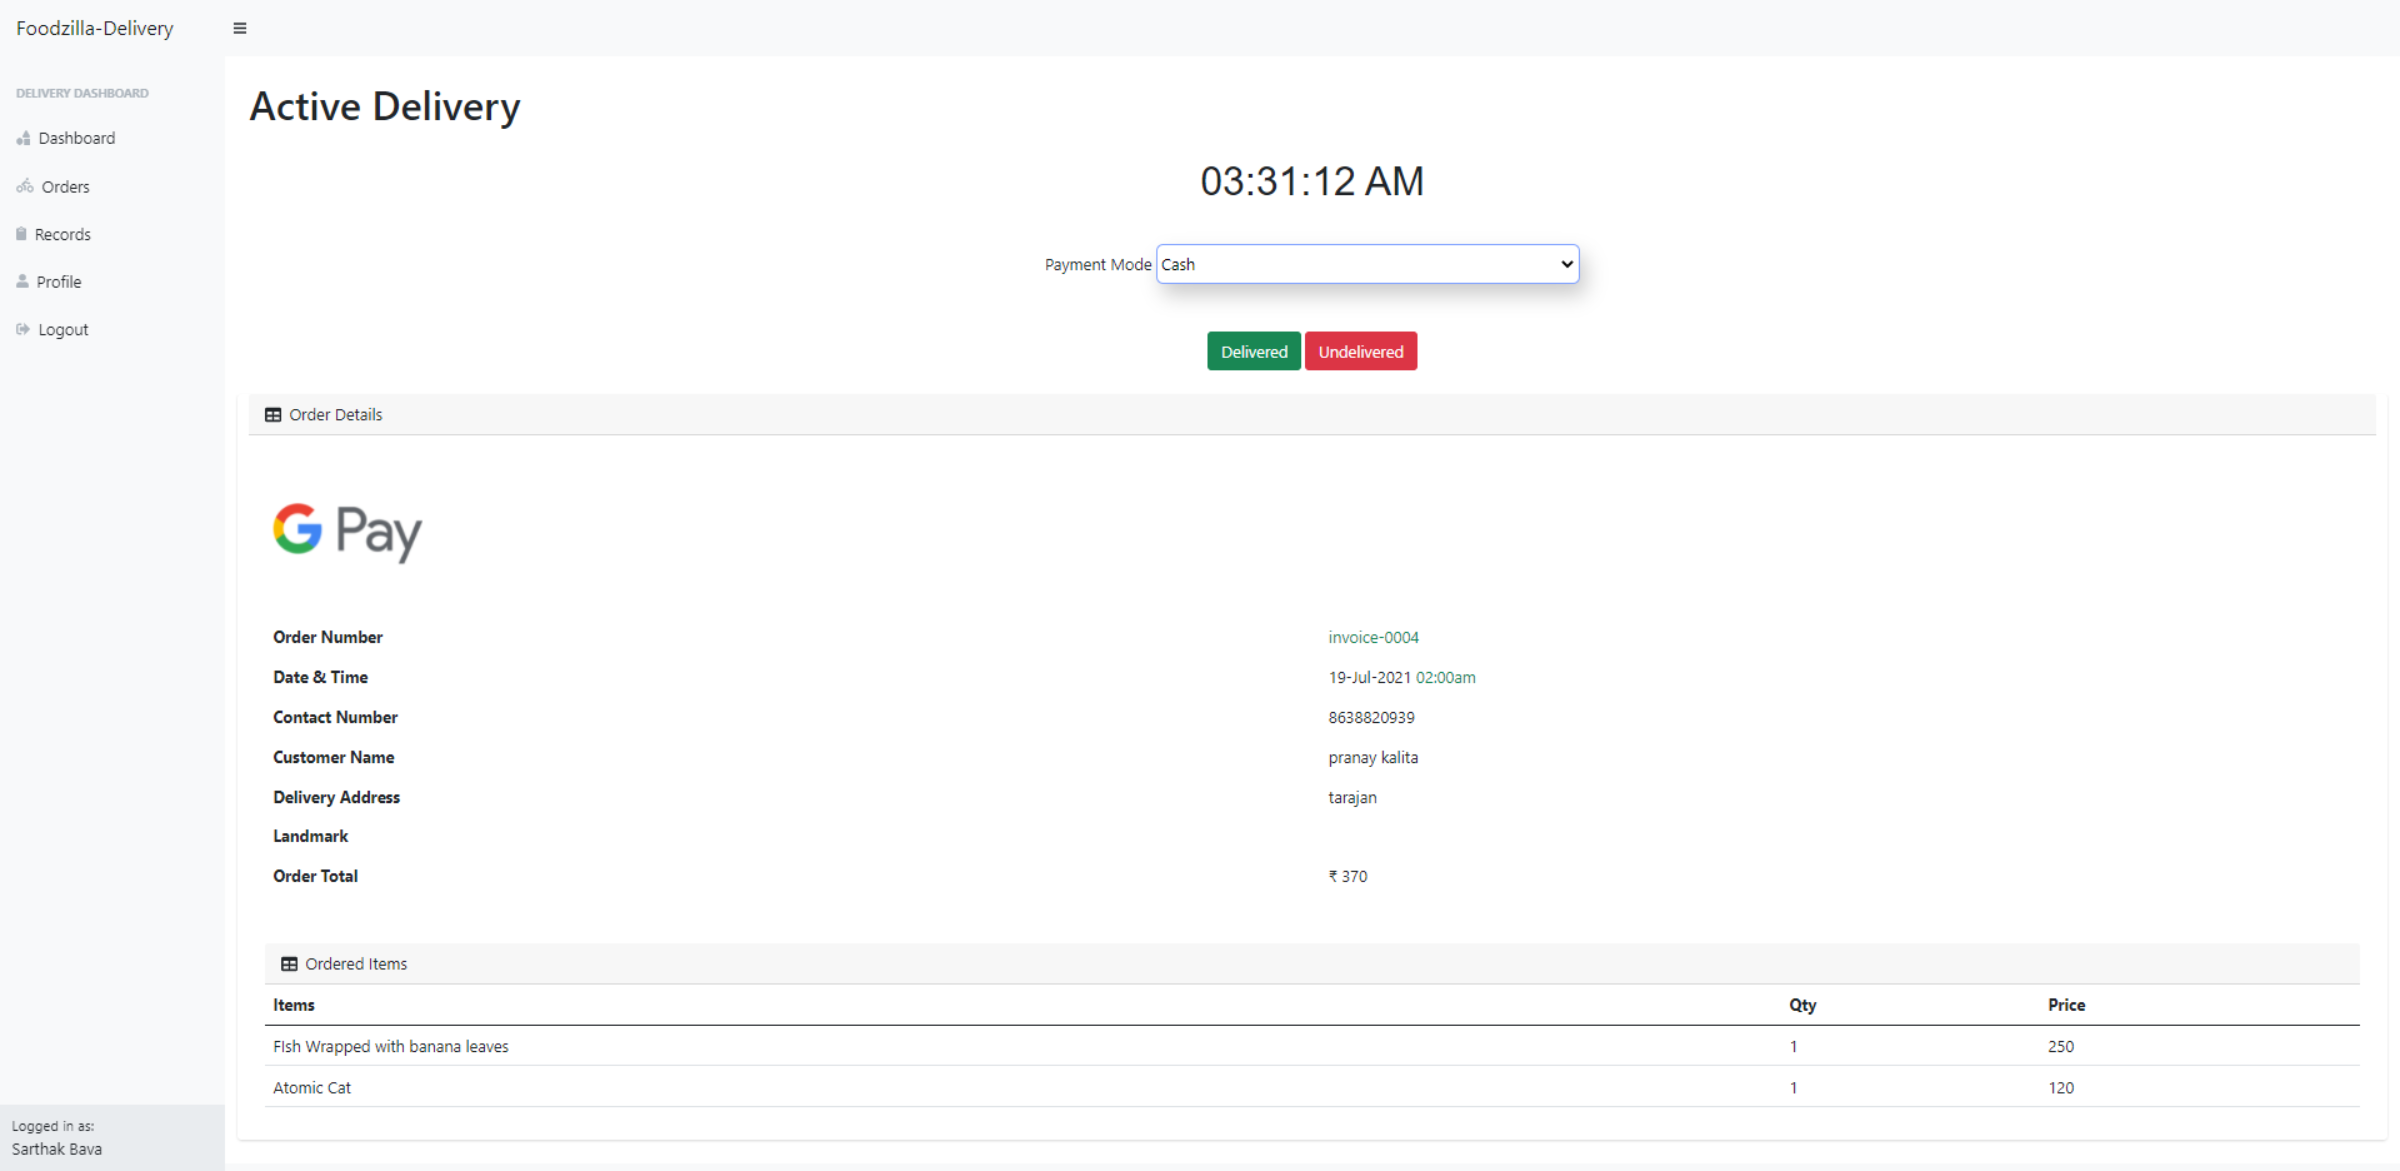 Foodzilla-Delivery
DELIVERY DASHBOARD
Dashboard
Orders
Records
Profile
Logout
Logged in as:
Sarthak Bava
Active Delivery
03:31:12 AM
Payment Mode Cash
Delivered Undelivered
Order Details
G Pay
Order Number invoice-0004
Date & Time 19-Jul-2021 02:00am
Contact Number 8638820939
Customer Name pranay kalita
Delivery Address tarajan
Landmark
Order Total ₹ 370
Ordered Items
Items Qty Price
FIsh Wrapped with banana leaves 1 250
Atomic Cat 1 120